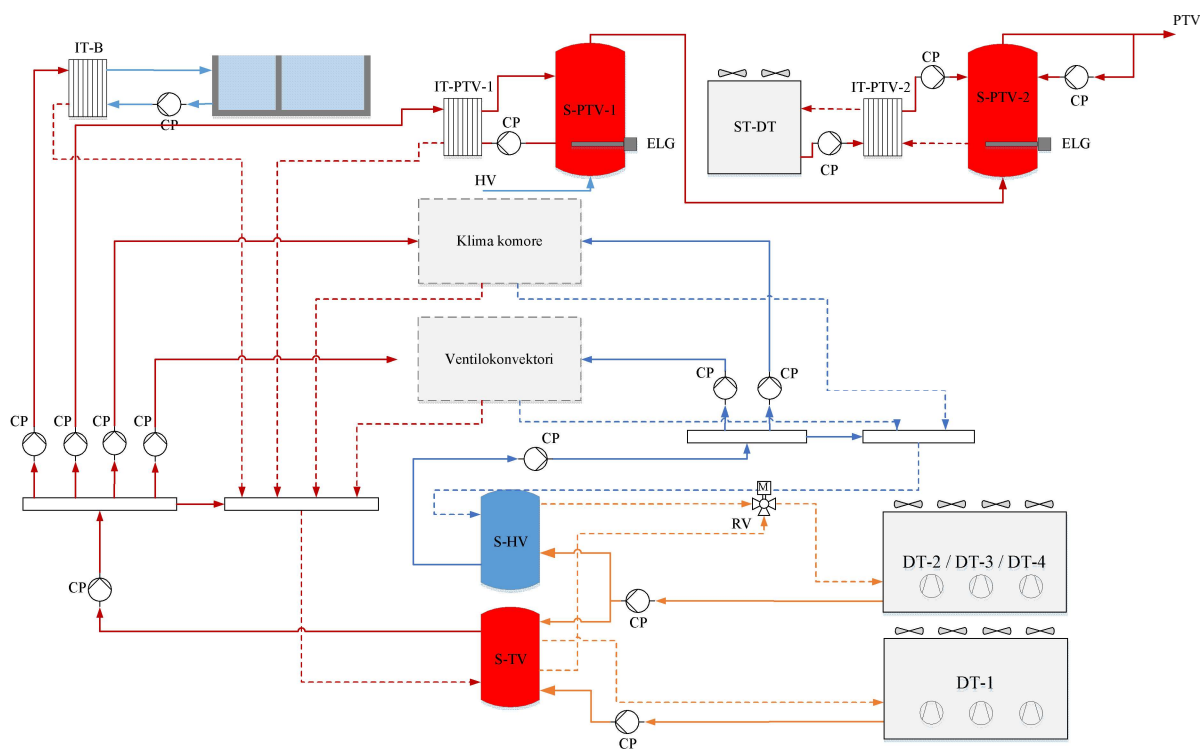 PTV
IT-B
CP
IT-PTV-1
S-PTV-1
CP
ELG
HV
ST-DT
CP
IT-PTV-2
CP
S-PTV-2
CP
ELG
Klima komore
Ventilokonvektori
CP
CP
CP
CP
CP
CP
CP
CP
S-HV
M
RV
DT-2 / DT-3 / DT-4
CP
CP
S-TV
DT-1
CP